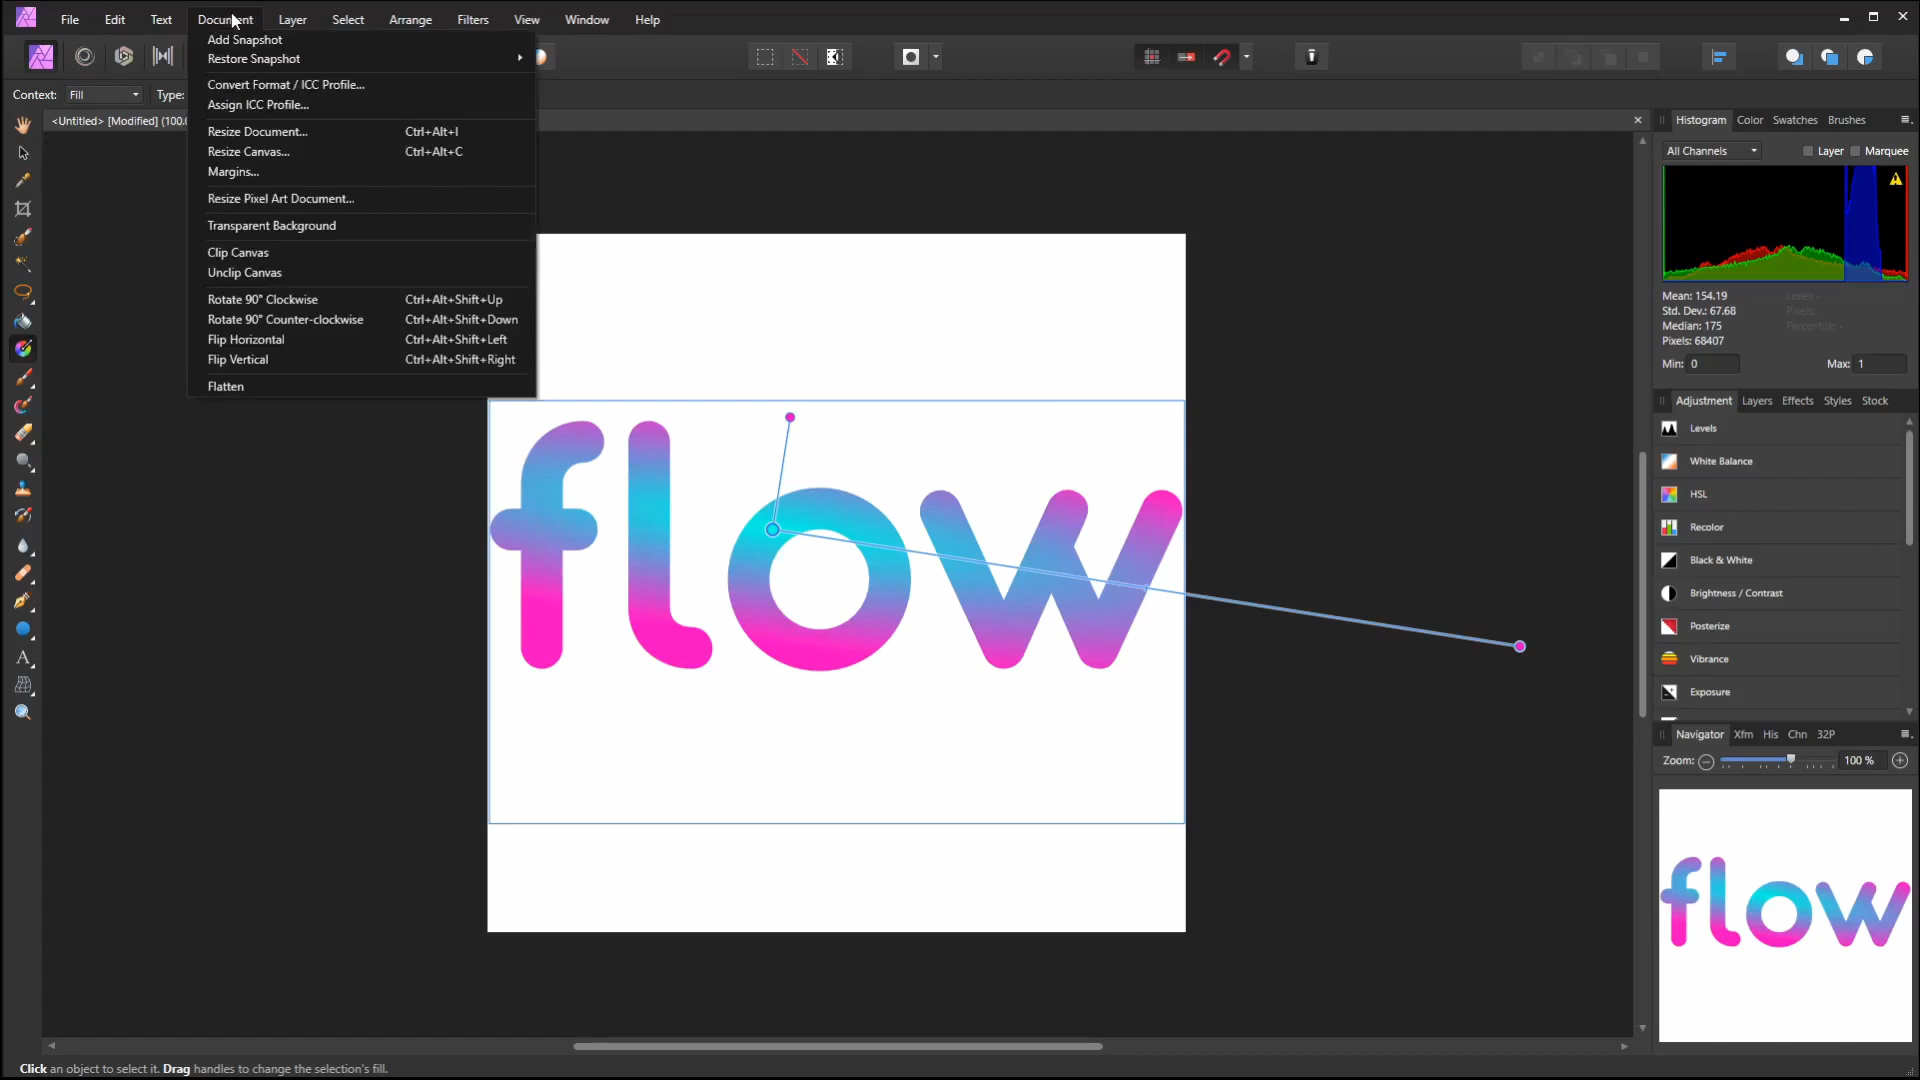 File Edit Text Document Layer Select Arrange Filters View Window Help
Add Snapshot
Restore Snapshot
Convert Format / ICC Profile...
Assign ICC Profile...
Resize Document... Ctrl+Alt+I
Resize Canvas... Ctrl+Alt+C
Margins...
Resize Pixel Art Document...
Transparent Background
Clip Canvas
Unclip Canvas
Rotate 90° Clockwise Ctrl+Alt+Shift+Up
Rotate 90° Counter-clockwise Ctrl+Alt+Shift+Down
Flip Horizontal Ctrl+Alt+Shift+Left
Flip Vertical Ctrl+Alt+Shift+Right
Flatten
Context: Fill Type:
<Untitled> [Modified] (100.0
flow
Histogram Color Swatches Brushes
All Channels Layer Marquee
Mean: 154.19 Level: -
Std. Dev.: 67.68 Pixels: -
Median: 175 Percentile: -
Pixels: 68407
Min: 0 Max: 1
Adjustment Layers Effects Styles Stock
Levels
White Balance
HSL
Recolor
Black & White
Brightness / Contrast
Posterize
Vibrance
Exposure
Navigator Xfm His Chn 32P
Zoom: 100 %
flow
Click an object to select it. Drag handles to change the selection's fill.